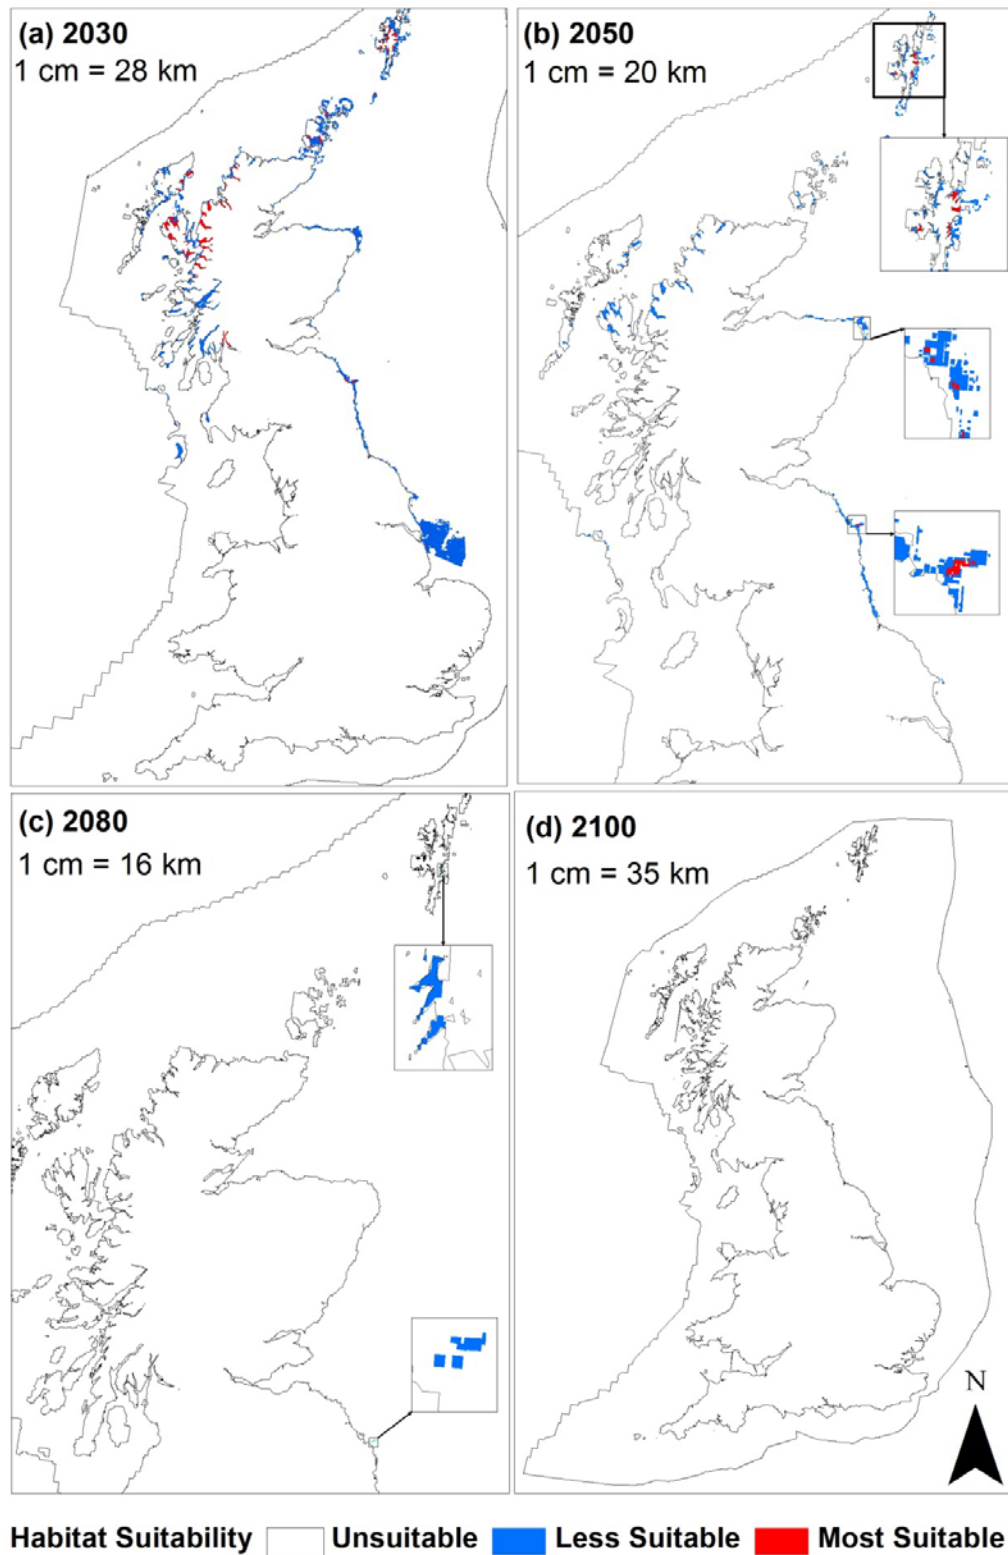 (a) 2030
1 cm = 28 km
(b) 2050
1 cm = 20 km
(c) 2080
1 cm = 16 km
(d) 2100
1 cm = 35 km
N
Habitat Suitability Unsuitable Less Suitable Most Suitable